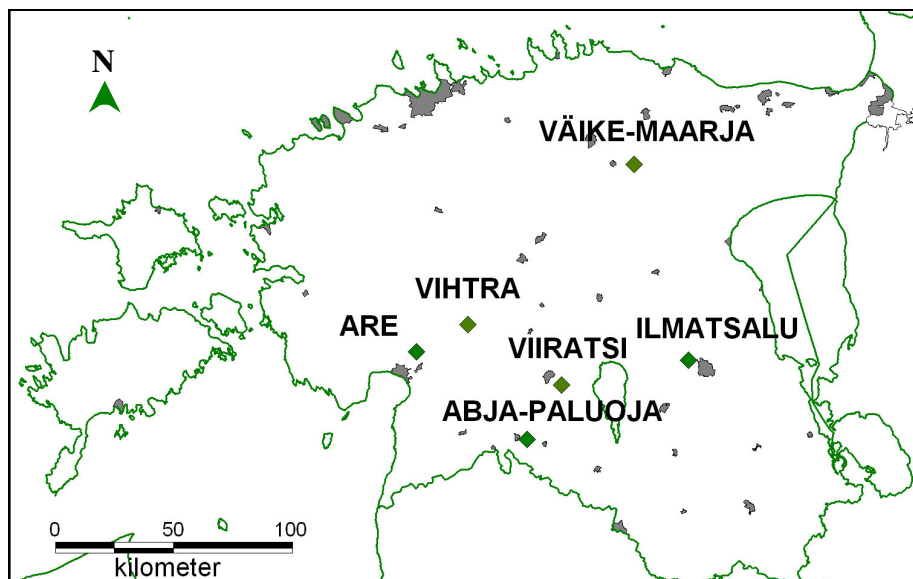 N
VÄIKE-MAARJA
VIHTRA
ARE
ILMATSALU
VIIRATSI
ABJA-PALUOJA
0 50 100
kilometer